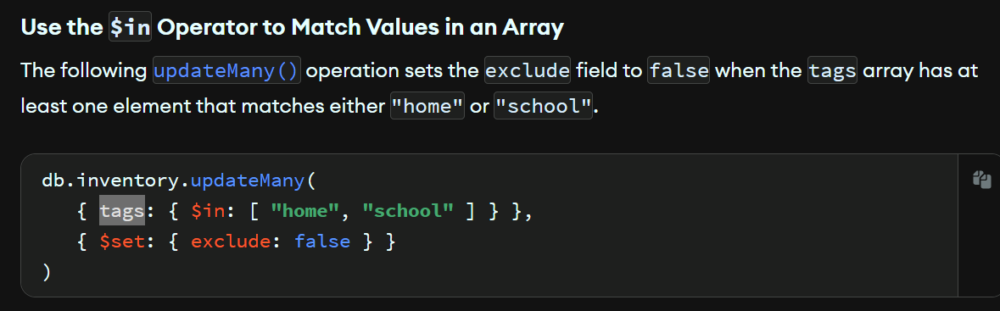 Use the $in Operator to Match Values in an Array
The following updateMany() operation sets the exclude field to false when the tags array has at
least one element that matches either "home" or "school".
db.inventory.updateMany(
   { tags: { $in: [ "home", "school" ] } },
   { $set: { exclude: false } }
)